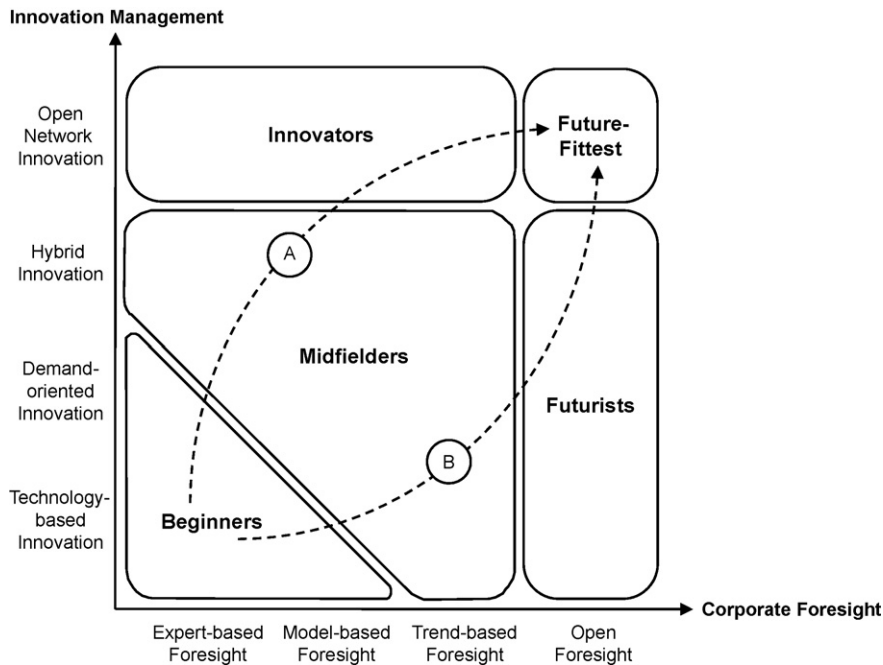 Innovation Management
Open
Network
Innovation
Innovators
Future-
Fittest
Hybrid
Innovation
A
Midfielders
Demand-
oriented
Innovation
Futurists
B
Technology-
based
Innovation
Beginners
Corporate Foresight
Expert-based
Foresight
Model-based
Foresight
Trend-based
Foresight
Open
Foresight